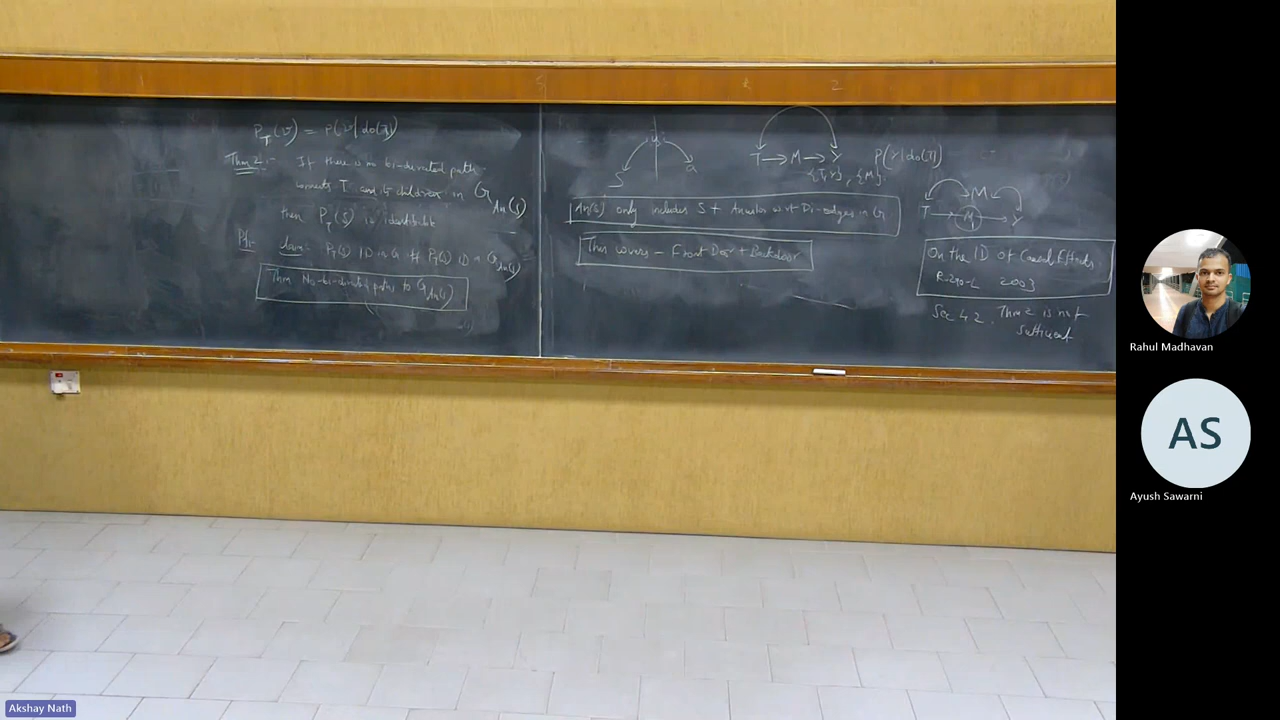 P_T(v) = P(v|do(T))
Thm 2:- If there is no bi-directed path
connects T and its children in G_An(S)
then P_T(S) is identifiable
Pf:- P_T(S) ID in G iff P_T(S) ID in G_An(S)
Thm No bi-directed paths to G_An(S)
S
T → M → Y P(Y|do(T))
{T,Y}, {M}
An(S) only includes S + Ancestor w.r.t Di-edges in G
This covers - Front Door + Backdoor
M
T M Y
On the ID of Causal Effects.
2003
Sec 4.2, Thm 2 is not
sufficient
Rahul Madhavan
AS
Ayush Sawarni
Akshay Nath